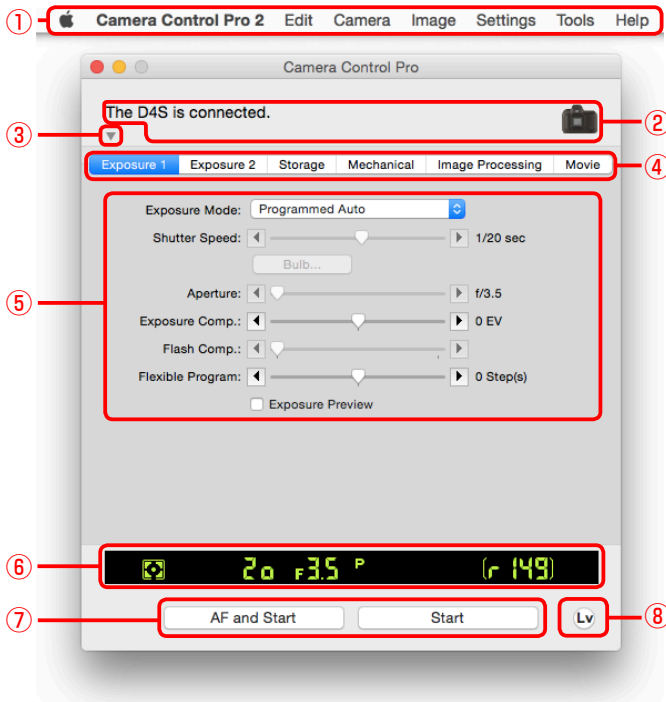 ① Camera Control Pro 2 Edit Camera Image Settings Tools Help
Camera Control Pro
The D4S is connected.
②
③
④
Exposure 1 Exposure 2 Storage Mechanical Image Processing Movie
⑤
Exposure Mode: Programmed Auto
Shutter Speed: 1/20 sec
Bulb...
Aperture: f/3.5
Exposure Comp.: 0 EV
Flash Comp.:
Flexible Program: 0 Step(s)
Exposure Preview
⑥ 20 F3.5 P (r 149)
⑦ AF and Start Start Lv ⑧